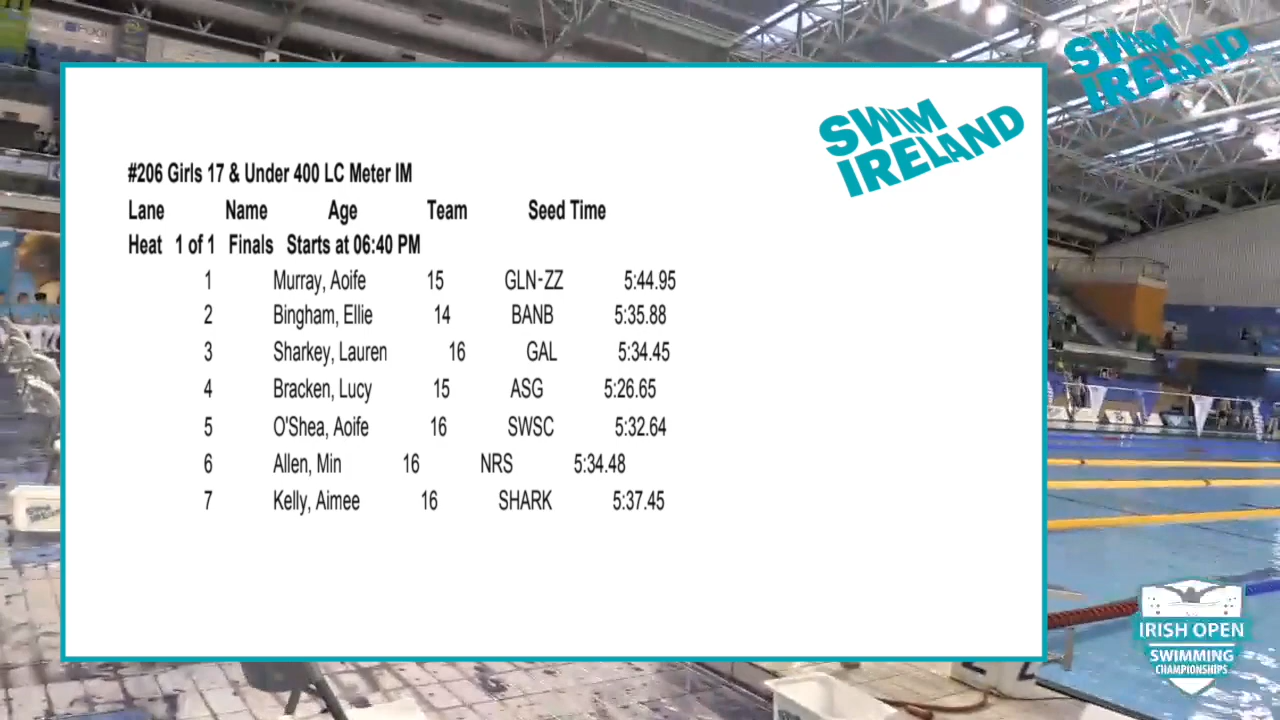 FUJI
SWIM
IRELAND
SWIM
IRELAND
#206 Girls 17 & Under 400 LC Meter IM
Lane Name Age Team Seed Time
Heat 1 of 1 Finals Starts at 06:40 PM
1 Murray, Aoife 15 GLN-ZZ 5:44.95
2 Bingham, Ellie 14 BANB 5:35.88
3 Sharkey, Lauren 16 GAL 5:34.45
4 Bracken, Lucy 15 ASG 5:26.65
5 O'Shea, Aoife 16 SWSC 5:32.64
6 Allen, Min 16 NRS 5:34.48
7 Kelly, Aimee 16 SHARK 5:37.45
IRISH OPEN
SWIMMING
CHAMPIONSHIPS